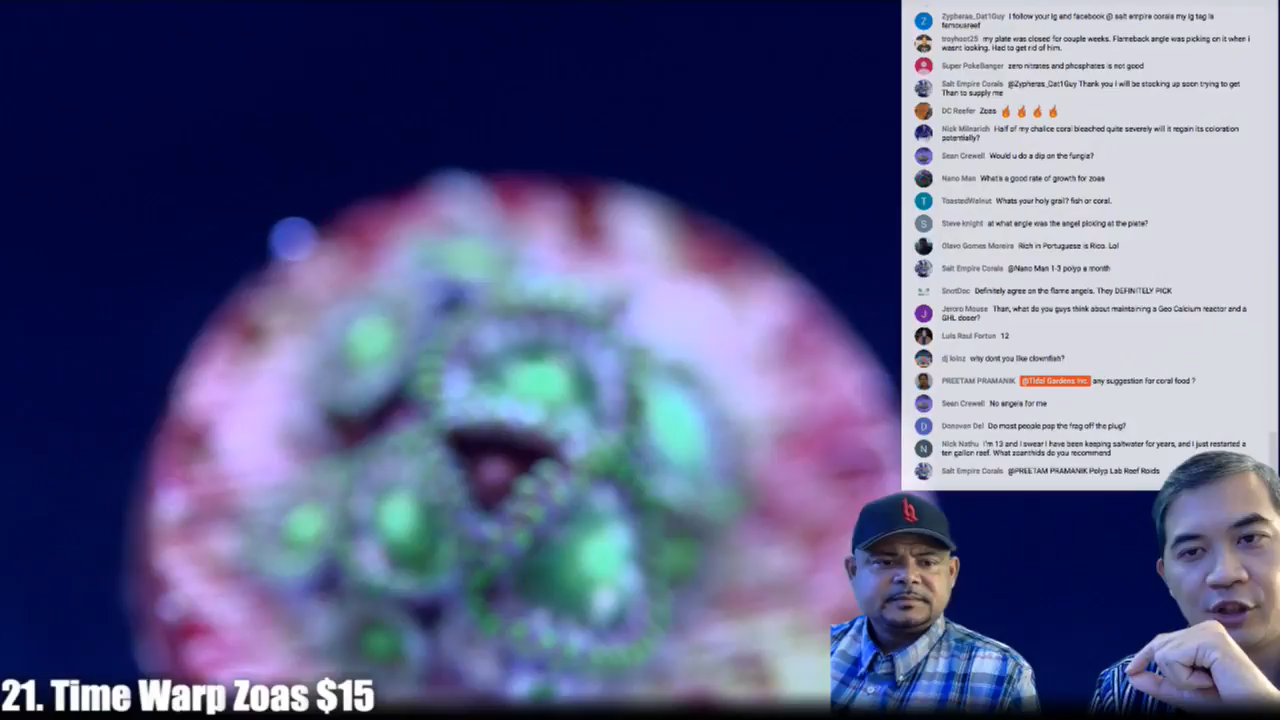 Zypheras_Dat1Guy I follow your ig and facebook @ salt empire corals my ig tag is
famousreef
troyhoot25 my plate was closed for couple weeks. Flameback angle was picking on it when i
wasnt looking. Had to get rid of him.
Super PokeBanger zero nitrates and phosphates is not good
Salt Empire Corals @Zypheras_Dat1Guy Thank you I will be stocking up soon trying to get
Than to supply me
DC Reefer Zoas 🔥 🔥 🔥 🔥
Nick Milnarich Half of my chalice coral bleached quite severely will it regain its coloration
potentially?
Sean Crewell Would u do a dip on the fungia?
Nano Man What's a good rate of growth for zoas
ToastedWalnut Whats your holy grail? fish or coral.
Steve knight at what angle was the angel picking at the plate?
Olavo Gomes Moreira Rich in Portuguese is Rico. Lol
Salt Empire Corals @Nano Man 1-3 polyp a month
SnotDoc Definitely agree on the flame angels. They DEFINITELY PICK
Jeroro Mouse Than, what do you guys think about maintaining a Geo Calcium reactor and a
GHL doser?
Luis Raul Fortun 12
dj loinz why dont you like clownfish?
PREETAM PRAMANIK @Tidal Gardens Inc. any suggestion for coral food ?
Sean Crewell No angels for me
Donovan Del Do most people pop the frag off the plug?
Nick Nathu I'm 13 and I swear I have been keeping saltwater for years, and I just restarted a
ten gallon reef. What zoanthids do you recommend
Salt Empire Corals @PREETAM PRAMANIK Polyp Lab Reef Roids
21. Time Warp Zoas $15